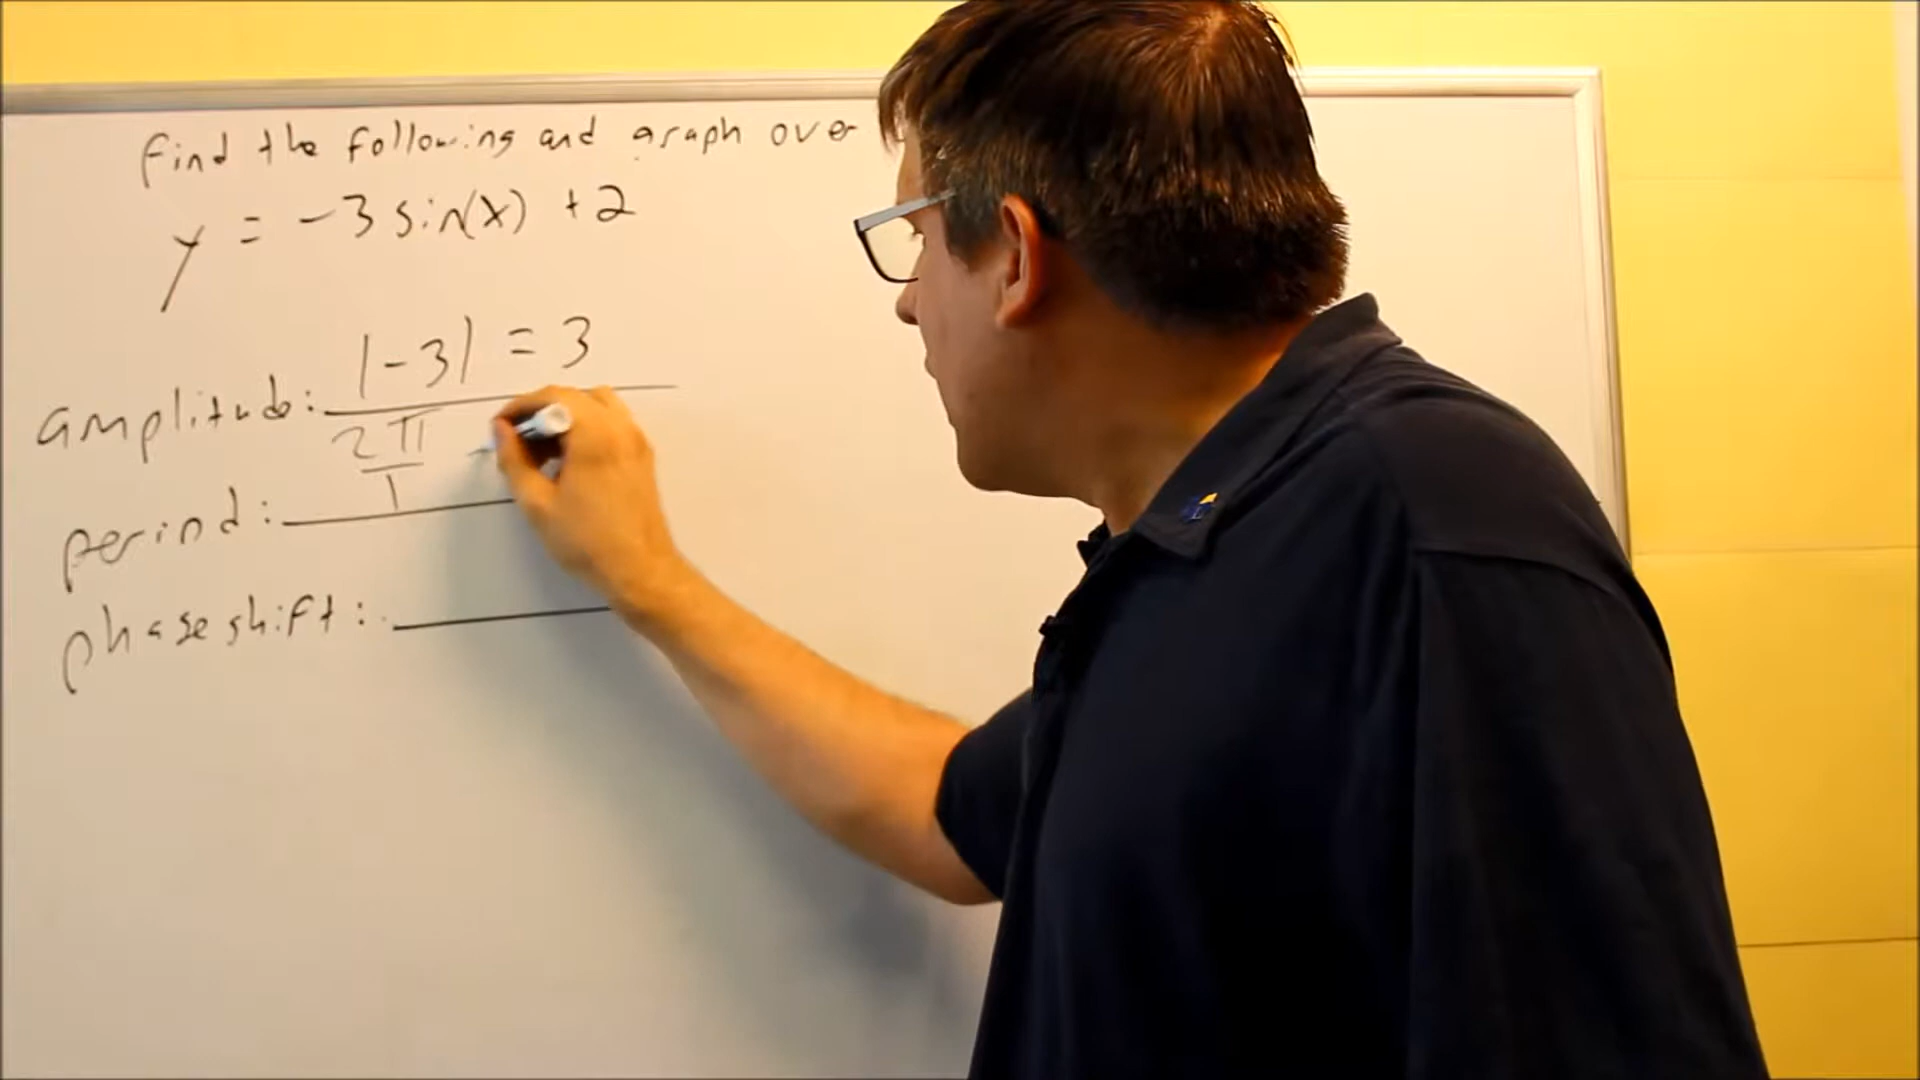 find the following and graph over
y = -3 sin(x) + 2
amplitude: |-3| = 3
period: 2π/1
phase shift: